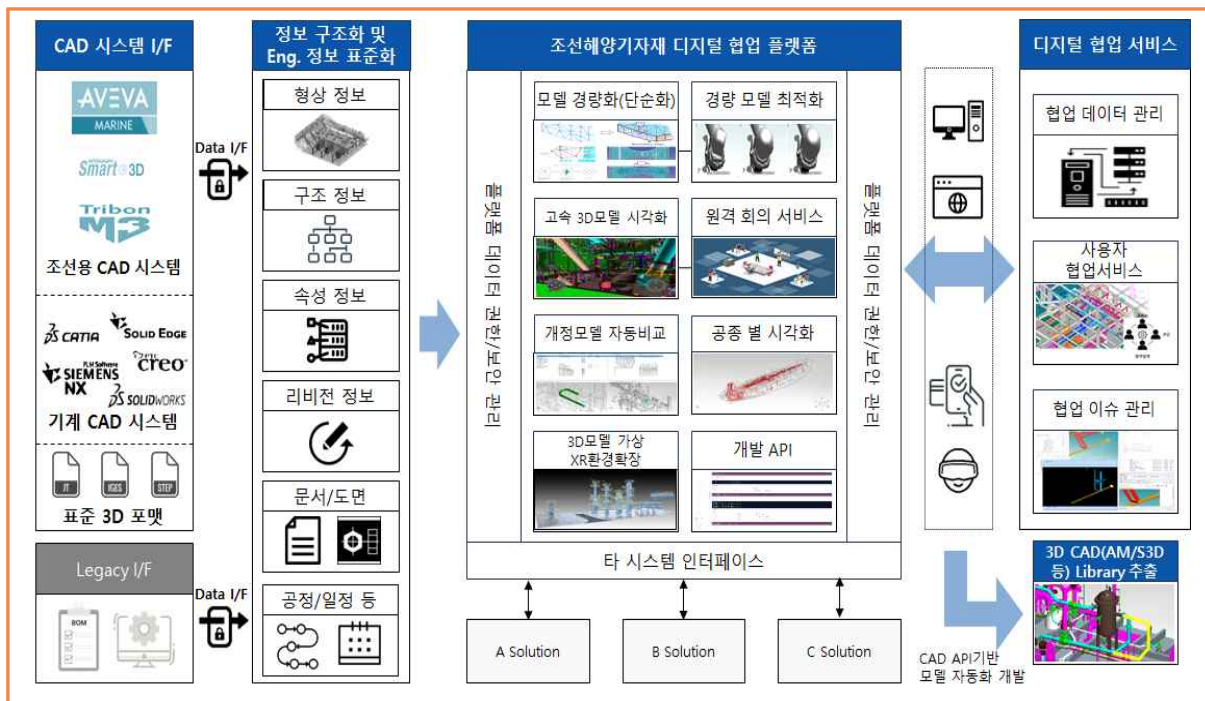 CAD 시스템 I/F
AVEVA
MARINE
Smart 3D
Tribon
M3
조선용 CAD 시스템
CATIA
SOLID EDGE
PLM Software
SIEMENS
NX
creo
SOLIDWORKS
기계 CAD 시스템
JT
IGES
STEP
표준 3D 포맷
Legacy I/F
BOM
Data I/F
Data I/F
정보 구조화 및
Eng. 정보 표준화
형상 정보
구조 정보
속성 정보
리비전 정보
문서/도면
공정/일정 등
조선해양기자재 디지털 협업 플랫폼
플랫폼 데이터 권한/보안 관리
모델 경량화(단순화)
경량 모델 최적화
고속 3D모델 시각화
원격 회의 서비스
개정모델 자동비교
공종 별 시각화
3D모델 가상
XR환경확장
개발 API
플랫폼 데이터 권한/보안 관리
타 시스템 인터페이스
A Solution
B Solution
C Solution
디지털 협업 서비스
협업 데이터 관리
사용자
협업서비스
협업 이슈 관리
3D CAD(AM/S3D
등) Library 추출
CAD API기반
모델 자동화 개발